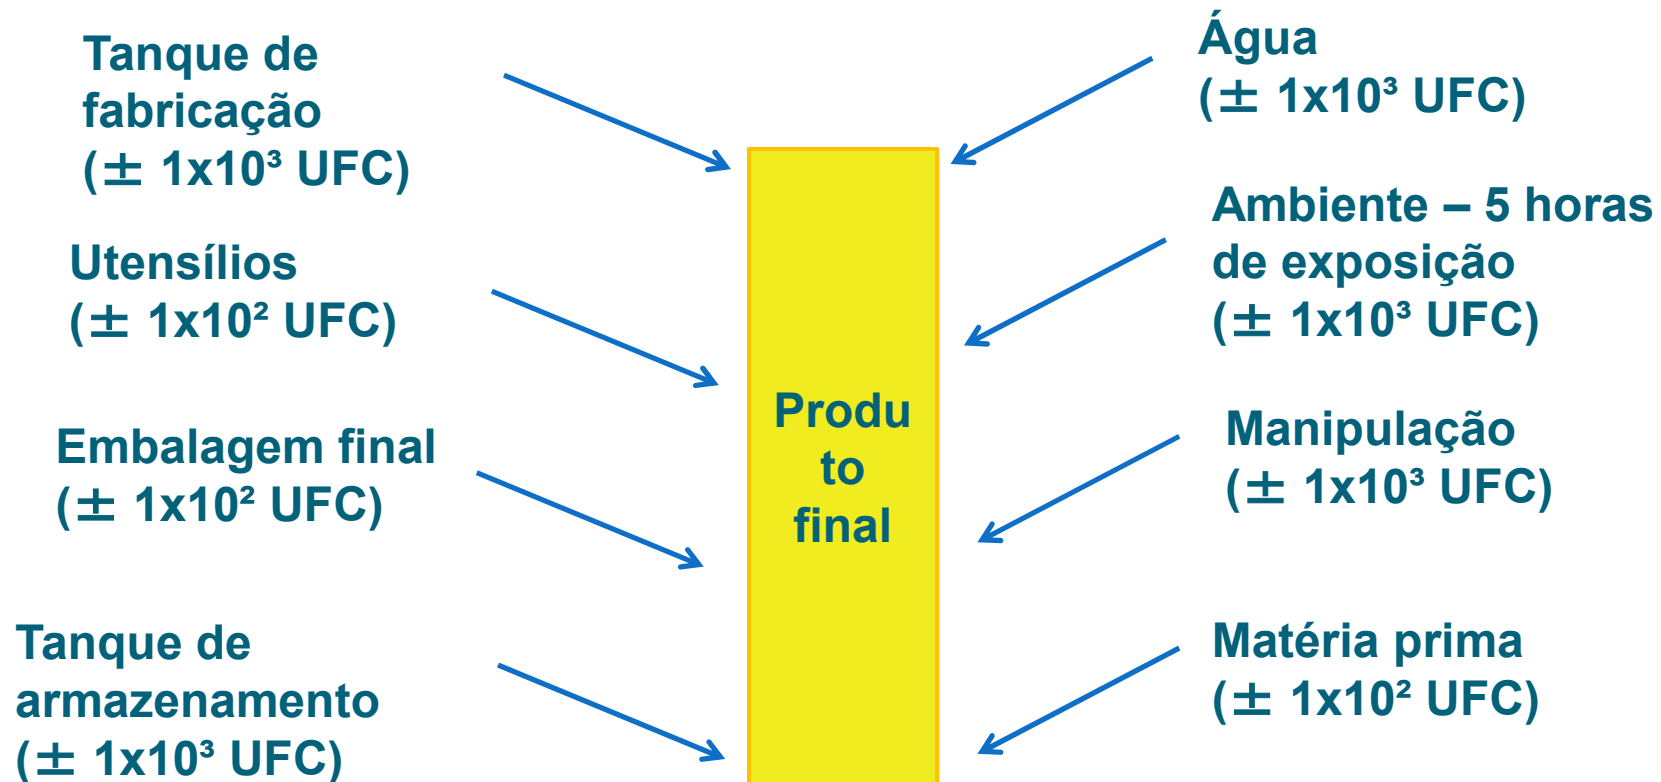 Tanque de
fabricação
(± 1x10³ UFC)
Utensílios
(± 1x10² UFC)
Embalagem final
(± 1x10² UFC)
Tanque de
armazenamento
(± 1x10³ UFC)
Produ
to
final
Água
(± 1x10³ UFC)
Ambiente – 5 horas
de exposição
(± 1x10³ UFC)
Manipulação
(± 1x10³ UFC)
Matéria prima
(± 1x10² UFC)